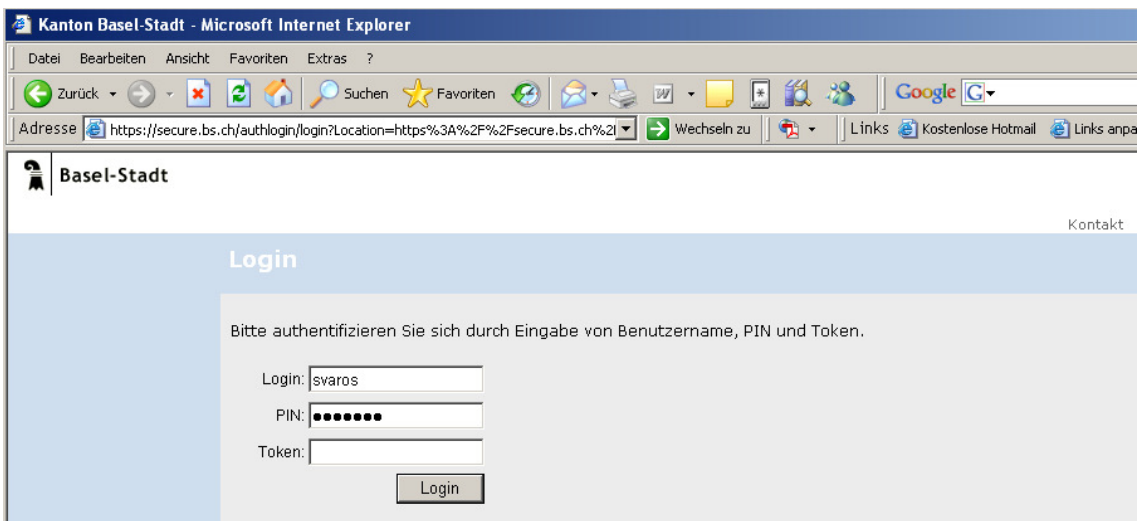 Kanton Basel-Stadt - Microsoft Internet Explorer
Datei Bearbeiten Ansicht Favoriten Extras ?
Zurück Suchen Favoriten W Google G
Adresse https://secure.bs.ch/authlogin/login?Location=https%3A%2F%2Fsecure.bs.ch%2 Wechseln zu Links Kostenlose Hotmail Links anpa
Basel-Stadt
Kontakt
Login
Bitte authentifizieren Sie sich durch Eingabe von Benutzername, PIN und Token.
Login: svaros
PIN: ●●●●●●●
Token:
Login